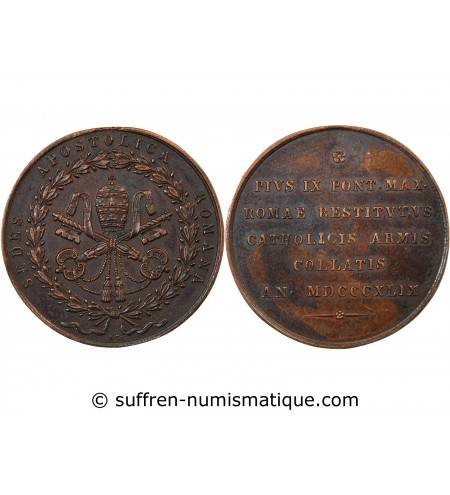 SEDES APOSTOLICA ROMANA
PIVS IX PONT·MAX·
ROMAE RESTITVTVS
CATHOLICIS ARMIS
COLLATIS
AN· MDCCCXLIX
© suffren-numismatique.com